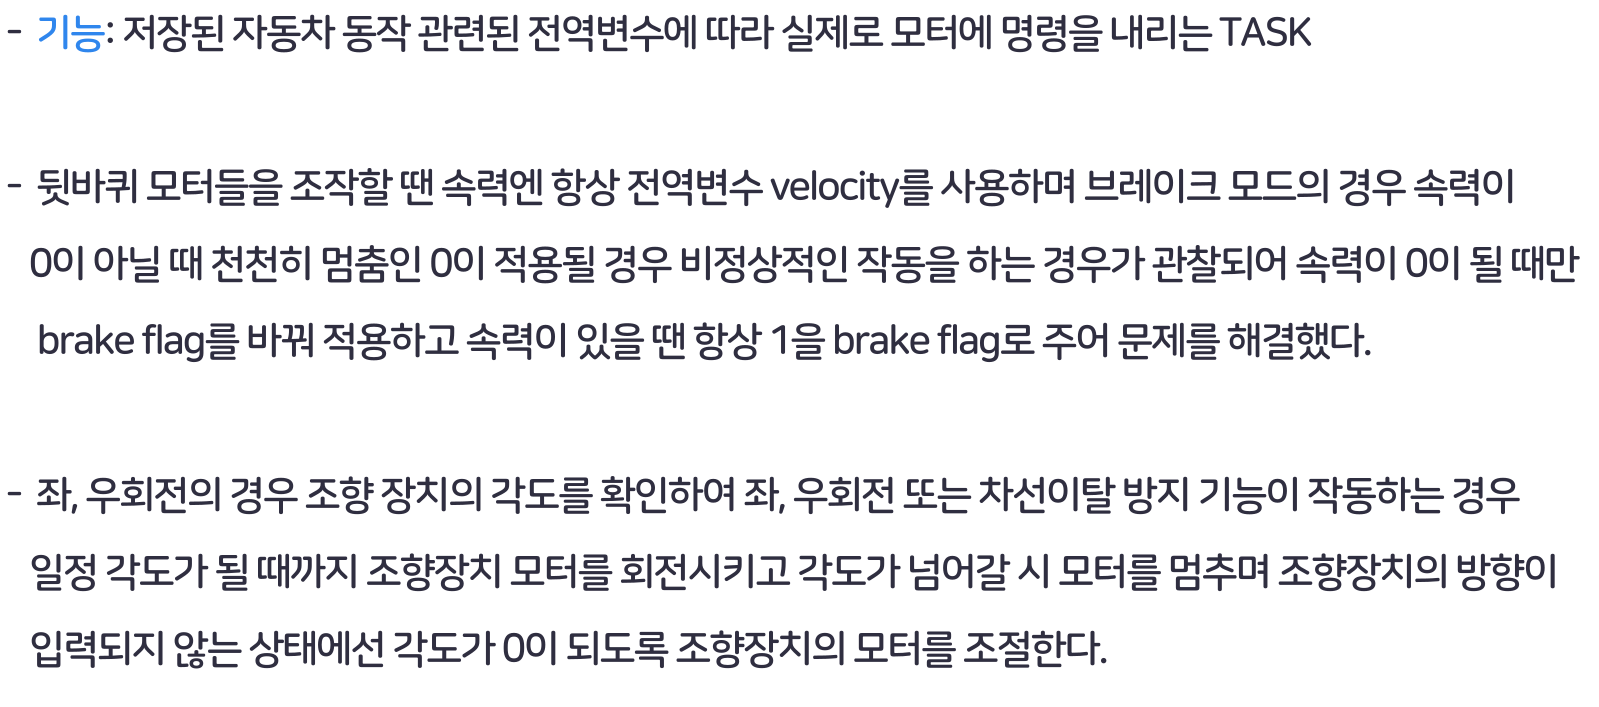 - 기능: 저장된 자동차 동작 관련된 전역변수에 따라 실제로 모터에 명령을 내리는 TASK
- 뒷바퀴 모터들을 조작할 땐 속력엔 항상 전역변수 velocity를 사용하며 브레이크 모드의 경우 속력이
0이 아닐 때 천천히 멈춤인 0이 적용될 경우 비정상적인 작동을 하는 경우가 관찰되어 속력이 0이 될 때만
brake flag를 바꿔 적용하고 속력이 있을 땐 항상 1을 brake flag로 주어 문제를 해결했다.
- 좌, 우회전의 경우 조향 장치의 각도를 확인하여 좌, 우회전 또는 차선이탈 방지 기능이 작동하는 경우
일정 각도가 될 때까지 조향장치 모터를 회전시키고 각도가 넘어갈 시 모터를 멈추며 조향장치의 방향이
입력되지 않는 상태에선 각도가 0이 되도록 조향장치의 모터를 조절한다.